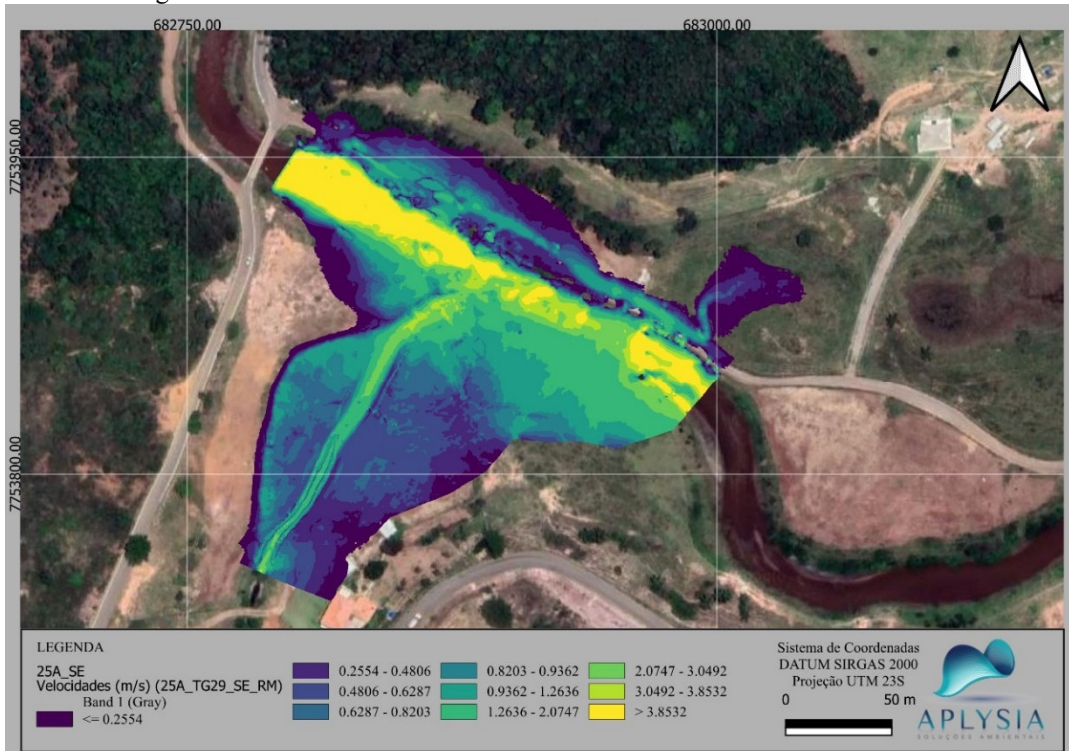 682750.00 683000.00
7753950.00
7753800.00
LEGENDA
25A_SE
Velocidades (m/s) (25A_TG29_SE_RM)
Band 1 (Gray)
<= 0.2554
0.2554 - 0.4806
0.4806 - 0.6287
0.6287 - 0.8203
0.8203 - 0.9362
0.9362 - 1.2636
1.2636 - 2.0747
2.0747 - 3.0492
3.0492 - 3.8532
> 3.8532
Sistema de Coordenadas
DATUM SIRGAS 2000
Projeção UTM 23S
0 50 m
APLYSIA
SOLUÇÕES AMBIENTAIS